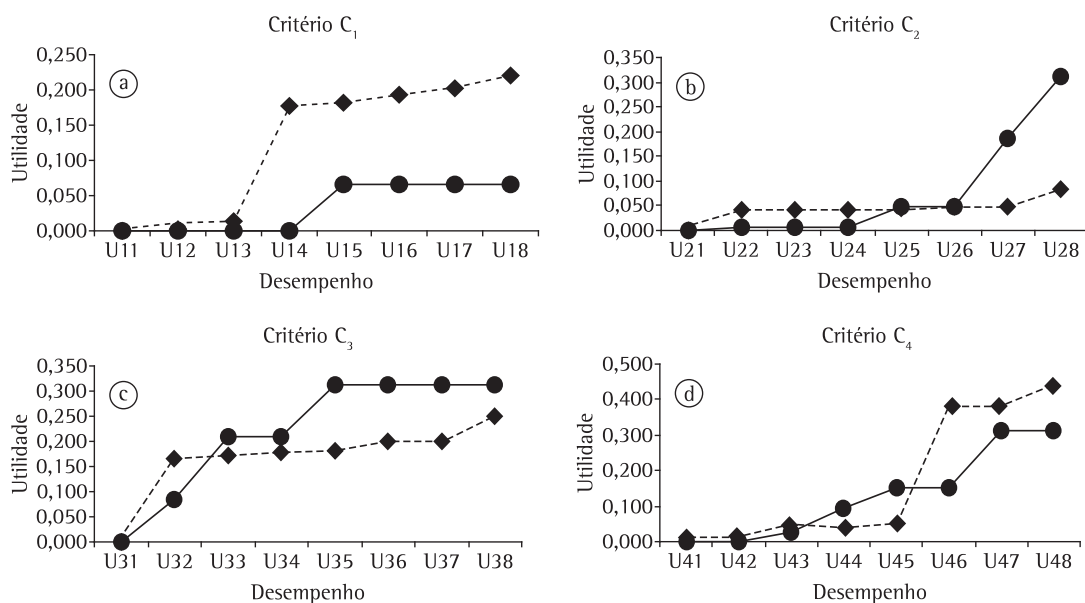 Critério C1
0,250
0,200
0,150
0,100
0,050
0,000
Utilidade
a
U11 U12 U13 U14 U15 U16 U17 U18
Desempenho
Critério C2
0,350
0,300
0,250
0,200
0,150
0,100
0,050
0,000
Utilidade
b
U21 U22 U23 U24 U25 U26 U27 U28
Desempenho
Critério C3
0,350
0,300
0,250
0,200
0,150
0,100
0,050
0,000
Utilidade
c
U31 U32 U33 U34 U35 U36 U37 U38
Desempenho
Critério C4
0,500
0,400
0,300
0,200
0,100
0,000
Utilidade
d
U41 U42 U43 U44 U45 U46 U47 U48
Desempenho